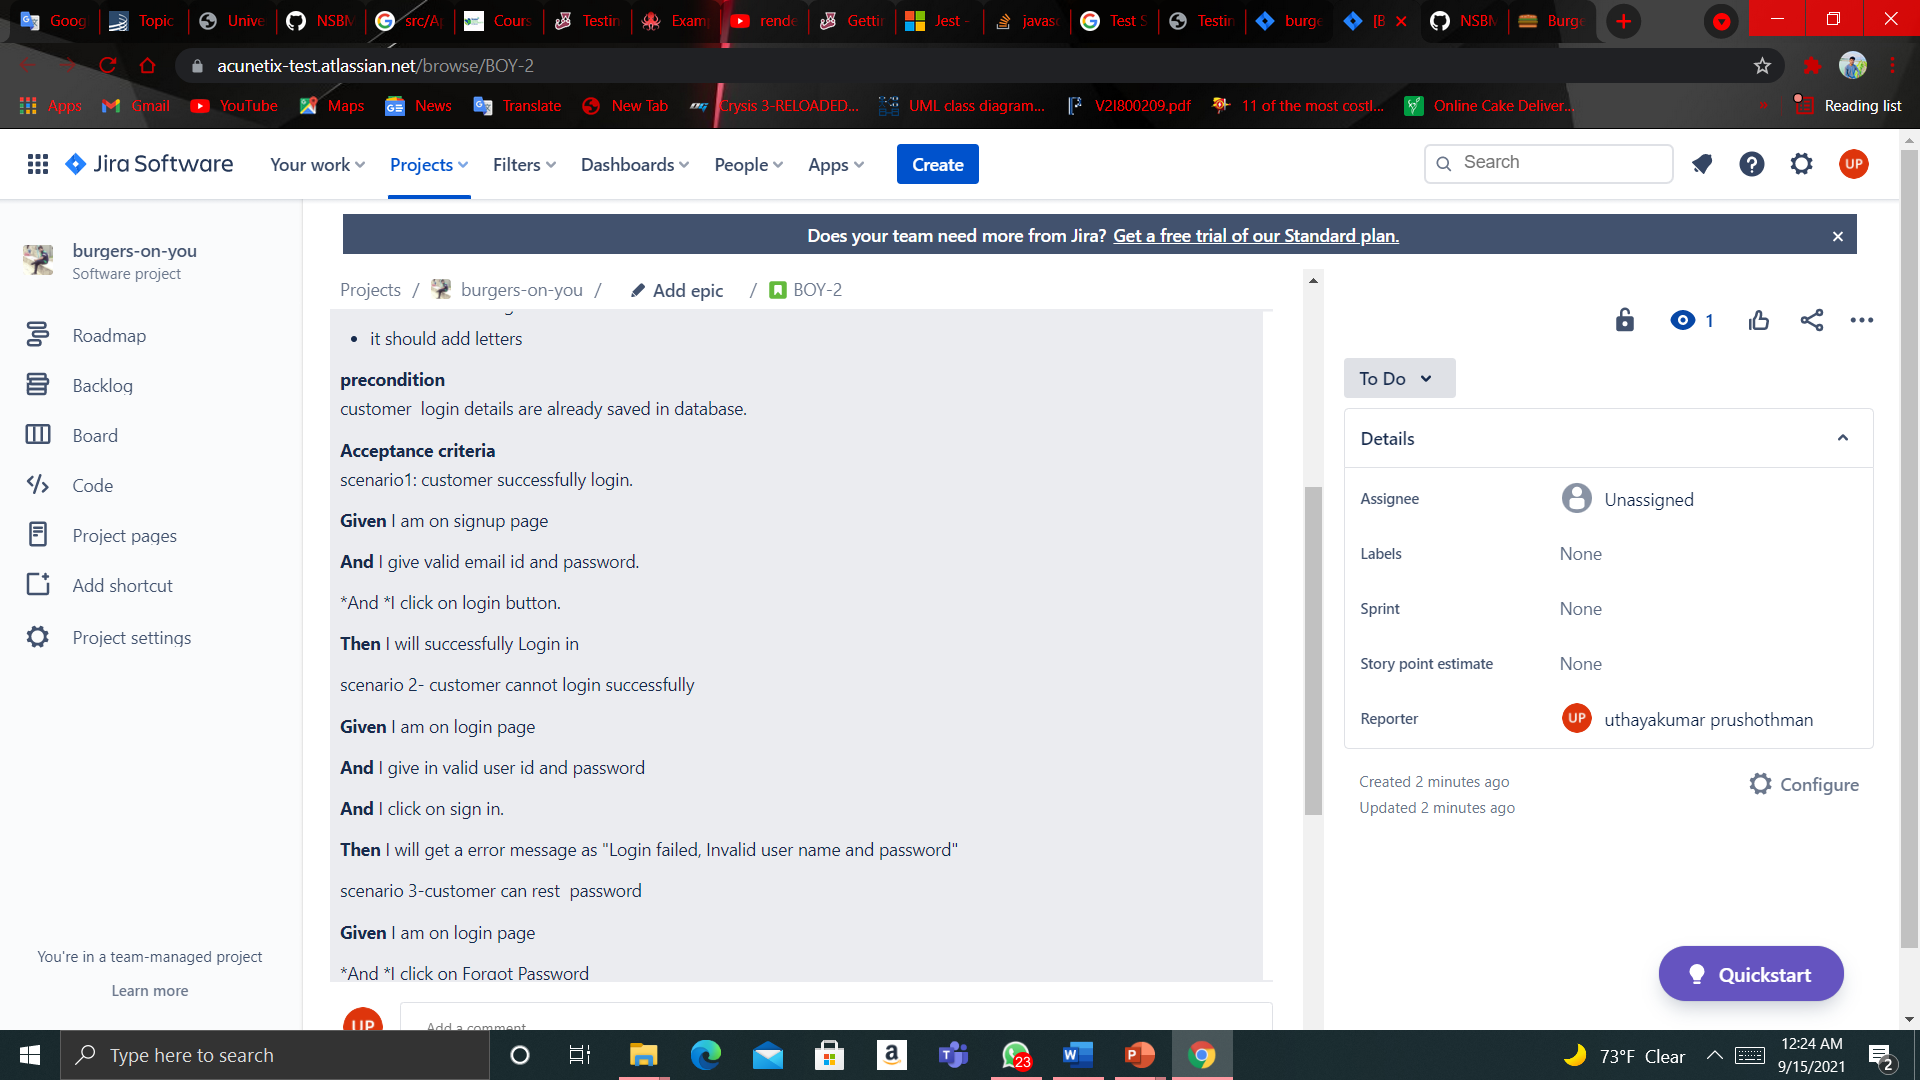 Goog
Topic
Unive
NSBM
src/Ap
Cours
Testin
Examp
rende
Gettin
Jest -
javasc
Test S
Testin
burge
[B
NSBM
Burge
acunetix-test.atlassian.net/browse/BOY-2
Apps
Gmail
YouTube
Maps
News
Translate
New Tab
Crysis 3-RELOADED...
UML class diagram...
V2I800209.pdf
11 of the most costl...
Online Cake Deliver...
Reading list
Jira Software
Your work
Projects
Filters
Dashboards
People
Apps
Create
Search
UP
Does your team need more from Jira? Get a free trial of our Standard plan.
burgers-on-you
Software project
Roadmap
Backlog
Board
Code
Project pages
Add shortcut
Project settings
You're in a team-managed project
Learn more
Projects / burgers-on-you / Add epic / BOY-2
• it should add letters
precondition
customer  login details are already saved in database.
Acceptance criteria
scenario1: customer successfully login.
Given I am on signup page
And I give valid email id and password.
*And *I click on login button.
Then I will successfully Login in
scenario 2- customer cannot login successfully
Given I am on login page
And I give in valid user id and password
And I click on sign in.
Then I will get a error message as "Login failed, Invalid user name and password"
scenario 3-customer can rest  password
Given I am on login page
*And *I click on Forgot Password
UP
Add a comment
1
To Do
Details
Assignee
Unassigned
Labels
None
Sprint
None
Story point estimate
None
Reporter
UP
uthayakumar prushothman
Created 2 minutes ago
Updated 2 minutes ago
Configure
Quickstart
Type here to search
23
73°F Clear
12:24 AM
9/15/2021
2